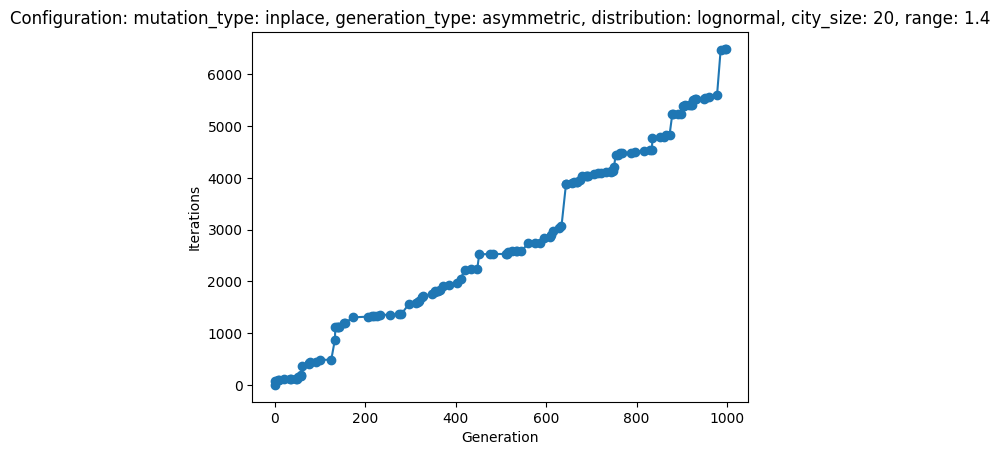 Configuration: mutation_type: inplace, generation_type: asymmetric, distribution: lognormal, city_size: 20, range: 1.4
6000
5000
4000
3000
2000
1000
0
Iterations
0 200 400 600 800 1000
Generation